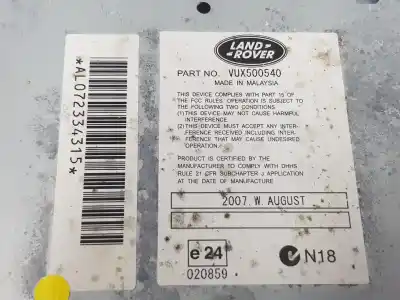 *AL072334315*
LAND
ROVER
PART NO. VUX500540
MADE IN MALAYSIA
THIS DEVICE COMPLIES WITH PART 15 OF
THE FCC RULES OPERATION IS SUBJECT TO
THE FOLLOWING TWO CONDITIONS
(1) THIS DEVICE MAY NOT CAUSE HARMFUL
INTERFERENCE
(2) THIS DEVICE MUST ACCEPT ANY INTER-
FERENCE RECEIVED INCLUDING INTER-
FERENCE THAT MAY CAUSE UNDESIRABLE
OPERATION
PRODUCT IS CERTIFIED BY THE
MANUFACTURER TO COMPLY WITH DHHS
RULE 21 CFR SUBCHAPTER J APPLICATION
AT THE DATE OF MANUFACTURE
2007. W. AUGUST
e 24
020859
N18